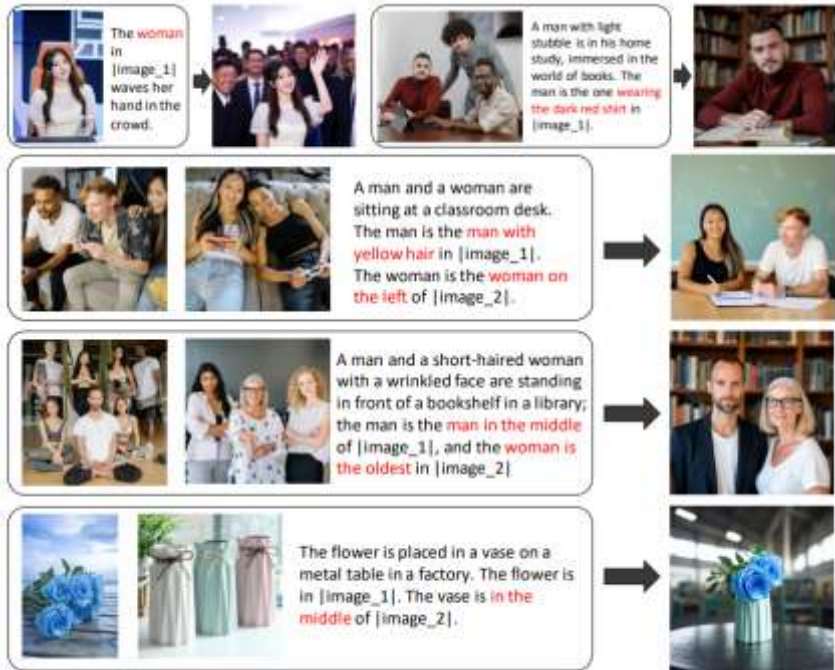 The woman
in
|image_1|
waves her
hand in the
crowd.
A man with light
stubble is in his home
study, immersed in the
world of books. The
man is the one wearing
the dark red shirt in
|image_1|.
A man and a woman are
sitting at a classroom desk.
The man is the man with
yellow hair in |image_1|.
The woman is the woman on
the left of |image_2|.
A man and a short-haired woman
with a wrinkled face are standing
in front of a bookshelf in a library;
the man is the man in the middle
of |image_1|, and the woman is
the oldest in |image_2|
The flower is placed in a vase on a
metal table in a factory. The flower is
in |image_1|. The vase is in the
middle of |image_2|.